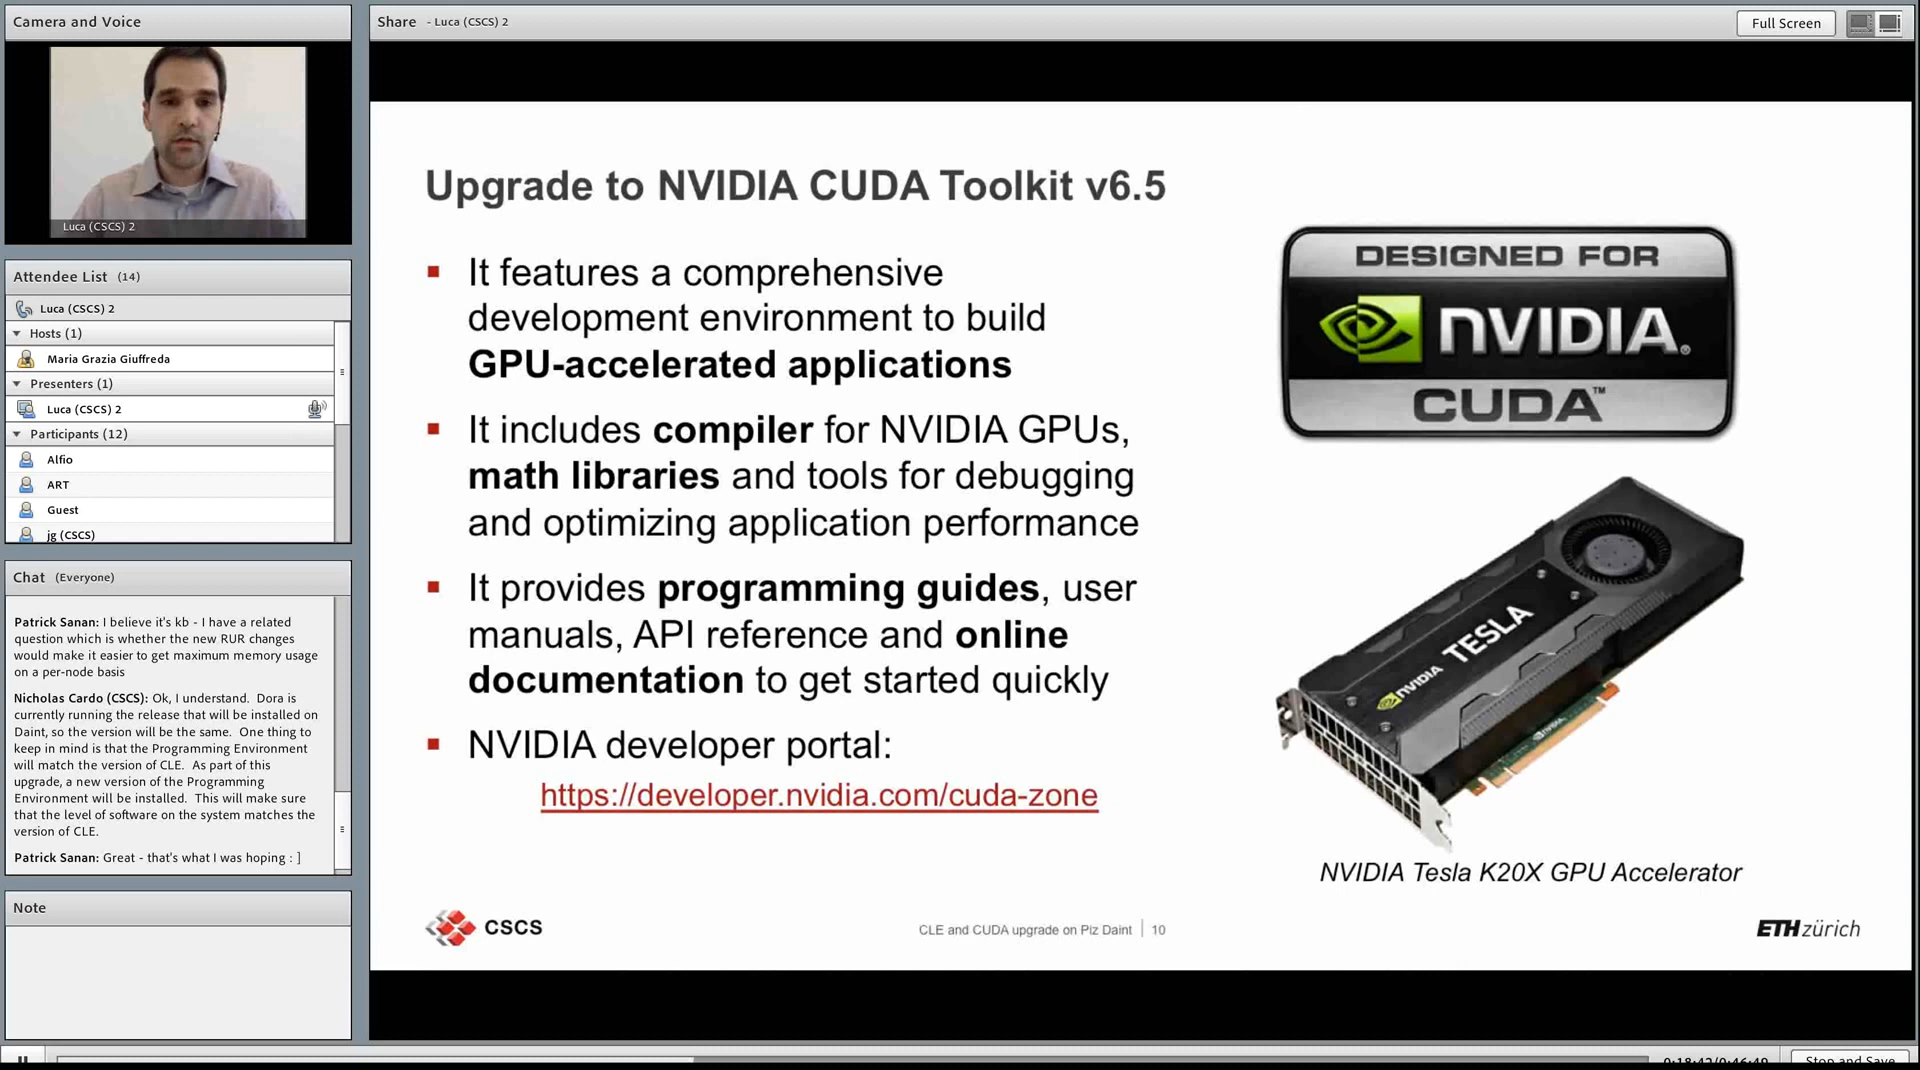 Camera and Voice
Luca (CSCS) 2
Attendee List (14)
Luca (CSCS) 2
Hosts (1)
Maria Grazia Giuffreda
Presenters (1)
Luca (CSCS) 2
Participants (12)
Alfio
ART
Guest
jg (CSCS)
Chat (Everyone)
Patrick Sanan: I believe it's kb - I have a related
question which is whether the new RUR changes
would make it easier to get maximum memory usage
on a per-node basis
Nicholas Cardo (CSCS): Ok, I understand. Dora is
currently running the release that will be installed on
Daint, so the version will be the same. One thing to
keep in mind is that the Programming Environment
will match the version of CLE. As part of this
upgrade, a new version of the Programming
Environment will be installed. This will make sure
that the level of software on the system matches the
version of CLE.
Patrick Sanan: Great - that's what I was hoping : ]
Note
Share - Luca (CSCS) 2
Full Screen
Upgrade to NVIDIA CUDA Toolkit v6.5
▪ It features a comprehensive
development environment to build
GPU-accelerated applications
▪ It includes compiler for NVIDIA GPUs,
math libraries and tools for debugging
and optimizing application performance
▪ It provides programming guides, user
manuals, API reference and online
documentation to get started quickly
▪ NVIDIA developer portal:
https://developer.nvidia.com/cuda-zone
DESIGNED FOR
NVIDIA.
CUDA™
NVIDIA TESLA
NVIDIA Tesla K20X GPU Accelerator
CSCS
CLE and CUDA upgrade on Piz Daint | 10
ETH zürich
0:18:42/0:46:49
Stop and Save